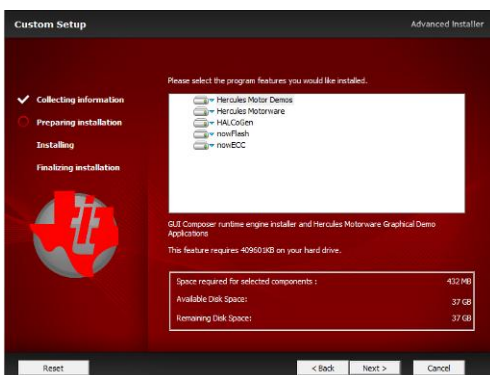 Custom Setup
Advanced Installer
Please select the program features you would like installed.
Collecting information
Preparing installation
Installing
Finalizing installation
Hercules Motor Demos
Hercules Motorware
HALCoGen
nowFlash
nowECC
GUI Composer runtime engine installer and Hercules Motorware Graphical Demo
Applications
This feature requires 409601KB on your hard drive.
Space required for selected components : 432 MB
Available Disk Space: 37 GB
Remaining Disk Space: 37 GB
Reset
< Back
Next >
Cancel